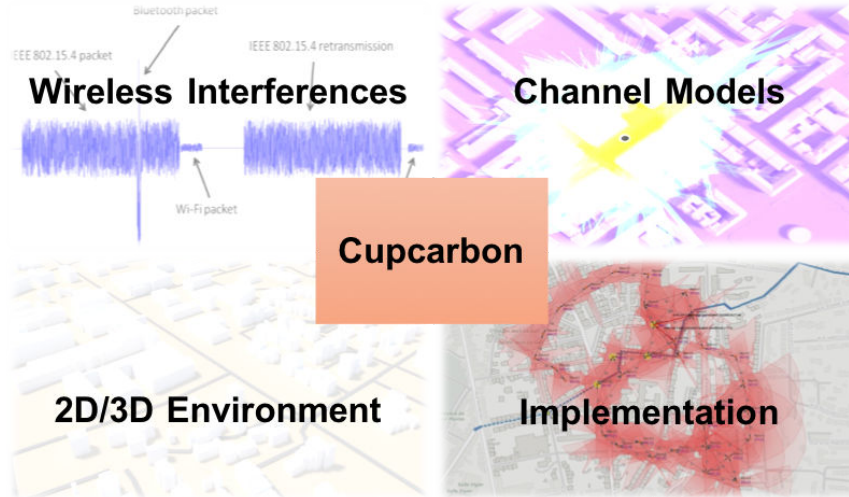 Bluetooth packet
IEEE 802.15.4 packet
IEEE 802.15.4 retransmission
Wireless Interferences
Channel Models
Wi-Fi packet
Cupcarbon
2D/3D Environment
Implementation